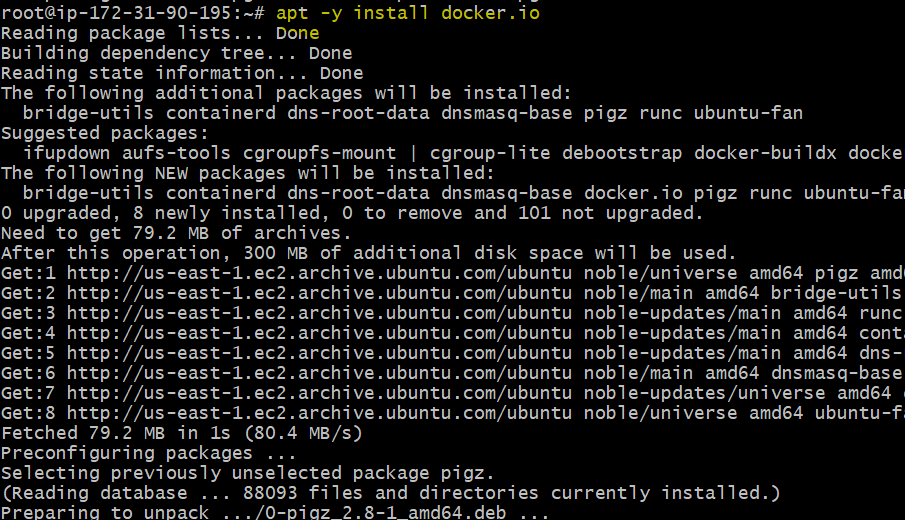 root@ip-172-31-90-195:~# apt -y install docker.io
Reading package lists... Done
Building dependency tree... Done
Reading state information... Done
The following additional packages will be installed:
  bridge-utils containerd dns-root-data dnsmasq-base pigz runc ubuntu-fan
Suggested packages:
  ifupdown aufs-tools cgroupfs-mount | cgroup-lite debootstrap docker-buildx docke
The following NEW packages will be installed:
  bridge-utils containerd dns-root-data dnsmasq-base docker.io pigz runc ubuntu-fan
0 upgraded, 8 newly installed, 0 to remove and 101 not upgraded.
Need to get 79.2 MB of archives.
After this operation, 300 MB of additional disk space will be used.
Get:1 http://us-east-1.ec2.archive.ubuntu.com/ubuntu noble/universe amd64 pigz amd6
Get:2 http://us-east-1.ec2.archive.ubuntu.com/ubuntu noble/main amd64 bridge-utils
Get:3 http://us-east-1.ec2.archive.ubuntu.com/ubuntu noble-updates/main amd64 runc
Get:4 http://us-east-1.ec2.archive.ubuntu.com/ubuntu noble-updates/main amd64 conta
Get:5 http://us-east-1.ec2.archive.ubuntu.com/ubuntu noble-updates/main amd64 dns-
Get:6 http://us-east-1.ec2.archive.ubuntu.com/ubuntu noble/main amd64 dnsmasq-base
Get:7 http://us-east-1.ec2.archive.ubuntu.com/ubuntu noble-updates/universe amd64
Get:8 http://us-east-1.ec2.archive.ubuntu.com/ubuntu noble/universe amd64 ubuntu-fa
Fetched 79.2 MB in 1s (80.4 MB/s)
Preconfiguring packages ...
Selecting previously unselected package pigz.
(Reading database ... 88093 files and directories currently installed.)
Preparing to unpack .../0-pigz_2.8-1_amd64.deb ...